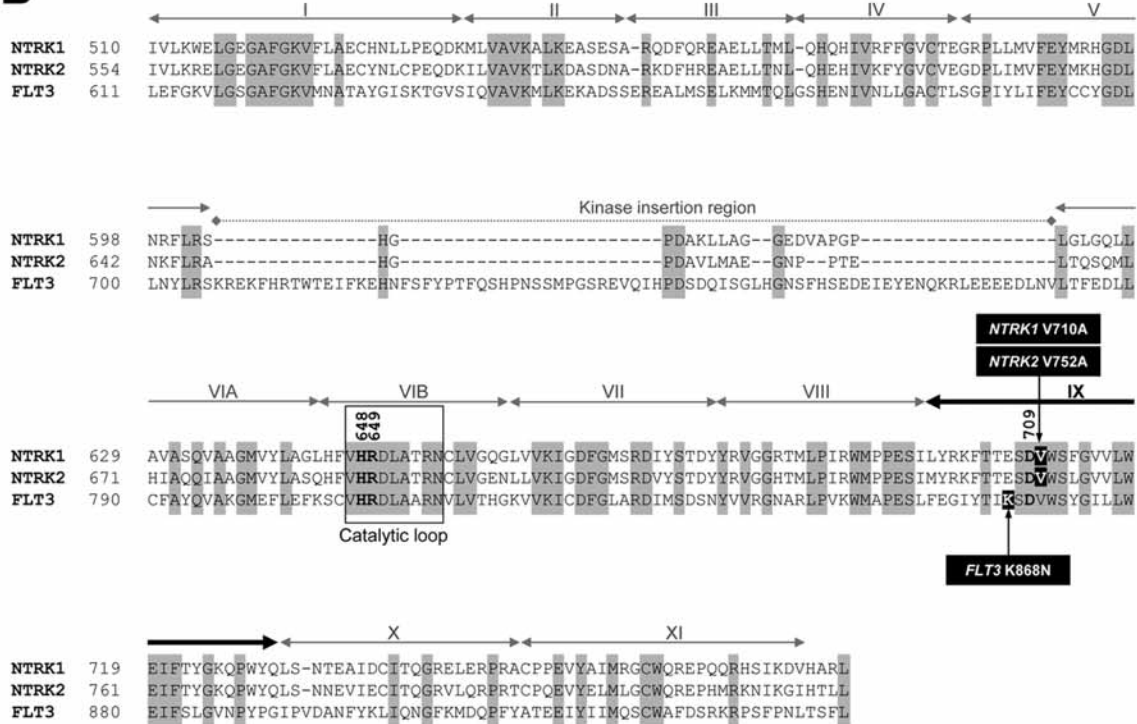 I II III IV V
NTRK1 510 IVLKWELGEGAFGKVFLAECHNLLPEQDKMLVAVKALKEASESA-RQDFQREAELLTML-QHQHIVRFFGVCTEGRPLLMVFEYMRHGDL
NTRK2 554 IVLKRELGEGAFGKVFLAECYNLCPEQDKILVAVKTLKDASDNA-RKDFHREAELLTNL-QHEHIVKFYGVCVEGDPLIMVFEYMKHGDL
FLT3 611 LEFGKVLGSGAFGKVMNATAYGISKTGVSIQVAVKMLKEKADSSEREALMSELKMMTQLGSHENIVNLLGACTLSGPIYLIFEYCCYGDL
Kinase insertion region
NTRK1 598 NRFLRS---------------HG------------------------PDAKLLAG--GEDVAPGP------------------LGLGQLL
NTRK2 642 NKFLRA---------------HG------------------------PDAVLMAE--GNP--PTE------------------LTQSQML
FLT3 700 LNYLRSKREKFHRTWTEIFKEHNFSFYPTFQSHPNSSMPGSREVQIHPDSDQISGLHGNSFHSEDEIEYENQKRLEEEEDLNVLTFEDLL
NTRK1 V710A
NTRK2 V752A
VIA VIB VII VIII IX
648 649 709
NTRK1 629 AVASQVAAGMVYLAGLHFVHRDLATRNCLVGQGLVVKIGDFGMSRDIYSTDYYRVGGRTMLPIRWMPPESILYRKFTTESDVWSFGVVLW
NTRK2 671 HIAQQIAAGMVYLASQHFVHRDLATRNCLVGENLLVKIGDFGMSRDVYSTDYYRVGGHTMLPIRWMPPESIMYRKFTTESDVWSLGVVLW
FLT3 790 CFAYQVAKGMEFLEFKSCVHRDLAARNVLVTHGKVVKICDFGLARDIMSDSNYVVRGNARLPVKWMAPESLFEGIYTIKSDVWSYGILLW
Catalytic loop
FLT3 K868N
X XI
NTRK1 719 EIFTYGKQPWYQLS-NTEAIDCITQGRELERPRACPPEVYAIMRGCWQREPQQRHSIKDVHARL
NTRK2 761 EIFTYGKQPWYQLS-NNEVIECITQGRVLQRPRTCPQEVYELMLGCWQREPHMRKNIKGIHTLL
FLT3 880 EIFSLGVNPYPGIPVDANFYKLIQNGFKMDQPFYATEEIYIIMQSCWAFDSRKRPSFPNLTSFL